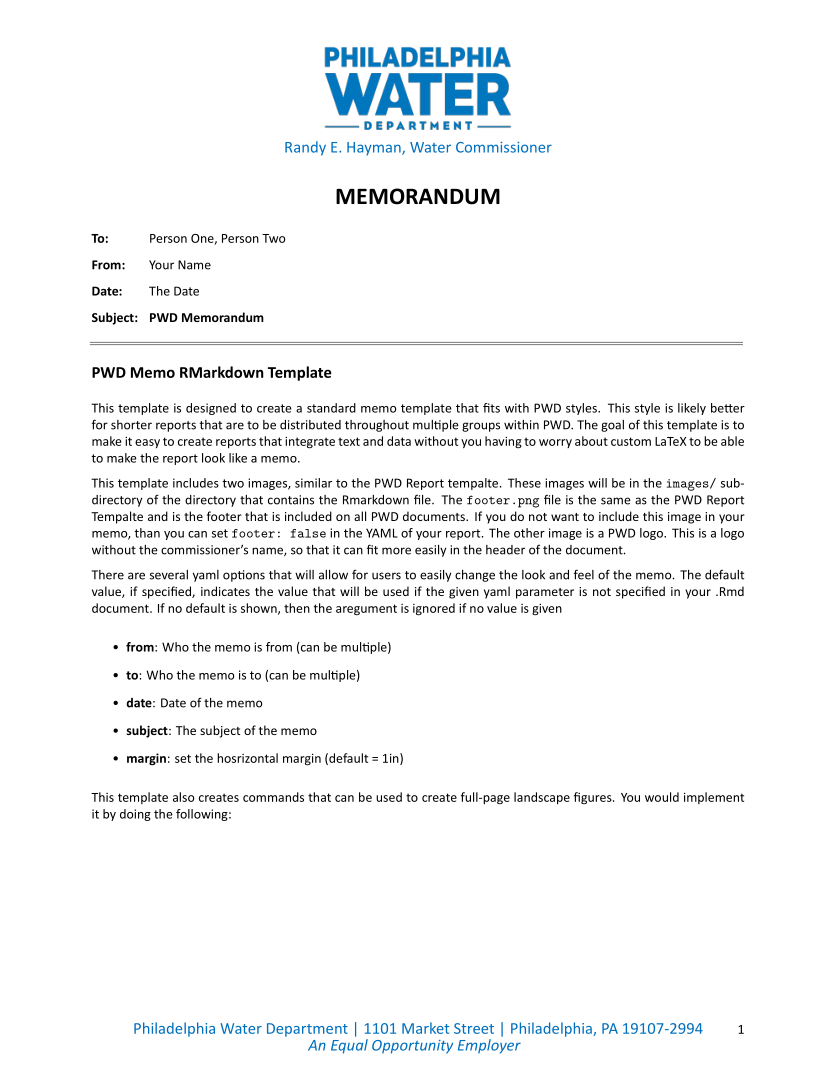 PHILADELPHIA
WATER
DEPARTMENT
Randy E. Hayman, Water Commissioner
MEMORANDUM
To: Person One, Person Two
From: Your Name
Date: The Date
Subject: PWD Memorandum
PWD Memo RMarkdown Template
This template is designed to create a standard memo template that fits with PWD styles. This style is likely better
for shorter reports that are to be distributed throughout multiple groups within PWD. The goal of this template is to
make it easy to create reports that integrate text and data without you having to worry about custom LaTeX to be able
to make the report look like a memo.
This template includes two images, similar to the PWD Report tempalte. These images will be in the images/ sub-
directory of the directory that contains the Rmarkdown file. The footer.png file is the same as the PWD Report
Tempalte and is the footer that is included on all PWD documents. If you do not want to include this image in your
memo, than you can set footer: false in the YAML of your report. The other image is a PWD logo. This is a logo
without the commissioner's name, so that it can fit more easily in the header of the document.
There are several yaml options that will allow for users to easily change the look and feel of the memo. The default
value, if specified, indicates the value that will be used if the given yaml parameter is not specified in your .Rmd
document. If no default is shown, then the aregument is ignored if no value is given
• from: Who the memo is from (can be multiple)
• to: Who the memo is to (can be multiple)
• date: Date of the memo
• subject: The subject of the memo
• margin: set the hosrizontal margin (default = 1in)
This template also creates commands that can be used to create full-page landscape figures. You would implement
it by doing the following:
Philadelphia Water Department | 1101 Market Street | Philadelphia, PA 19107-2994 1
An Equal Opportunity Employer